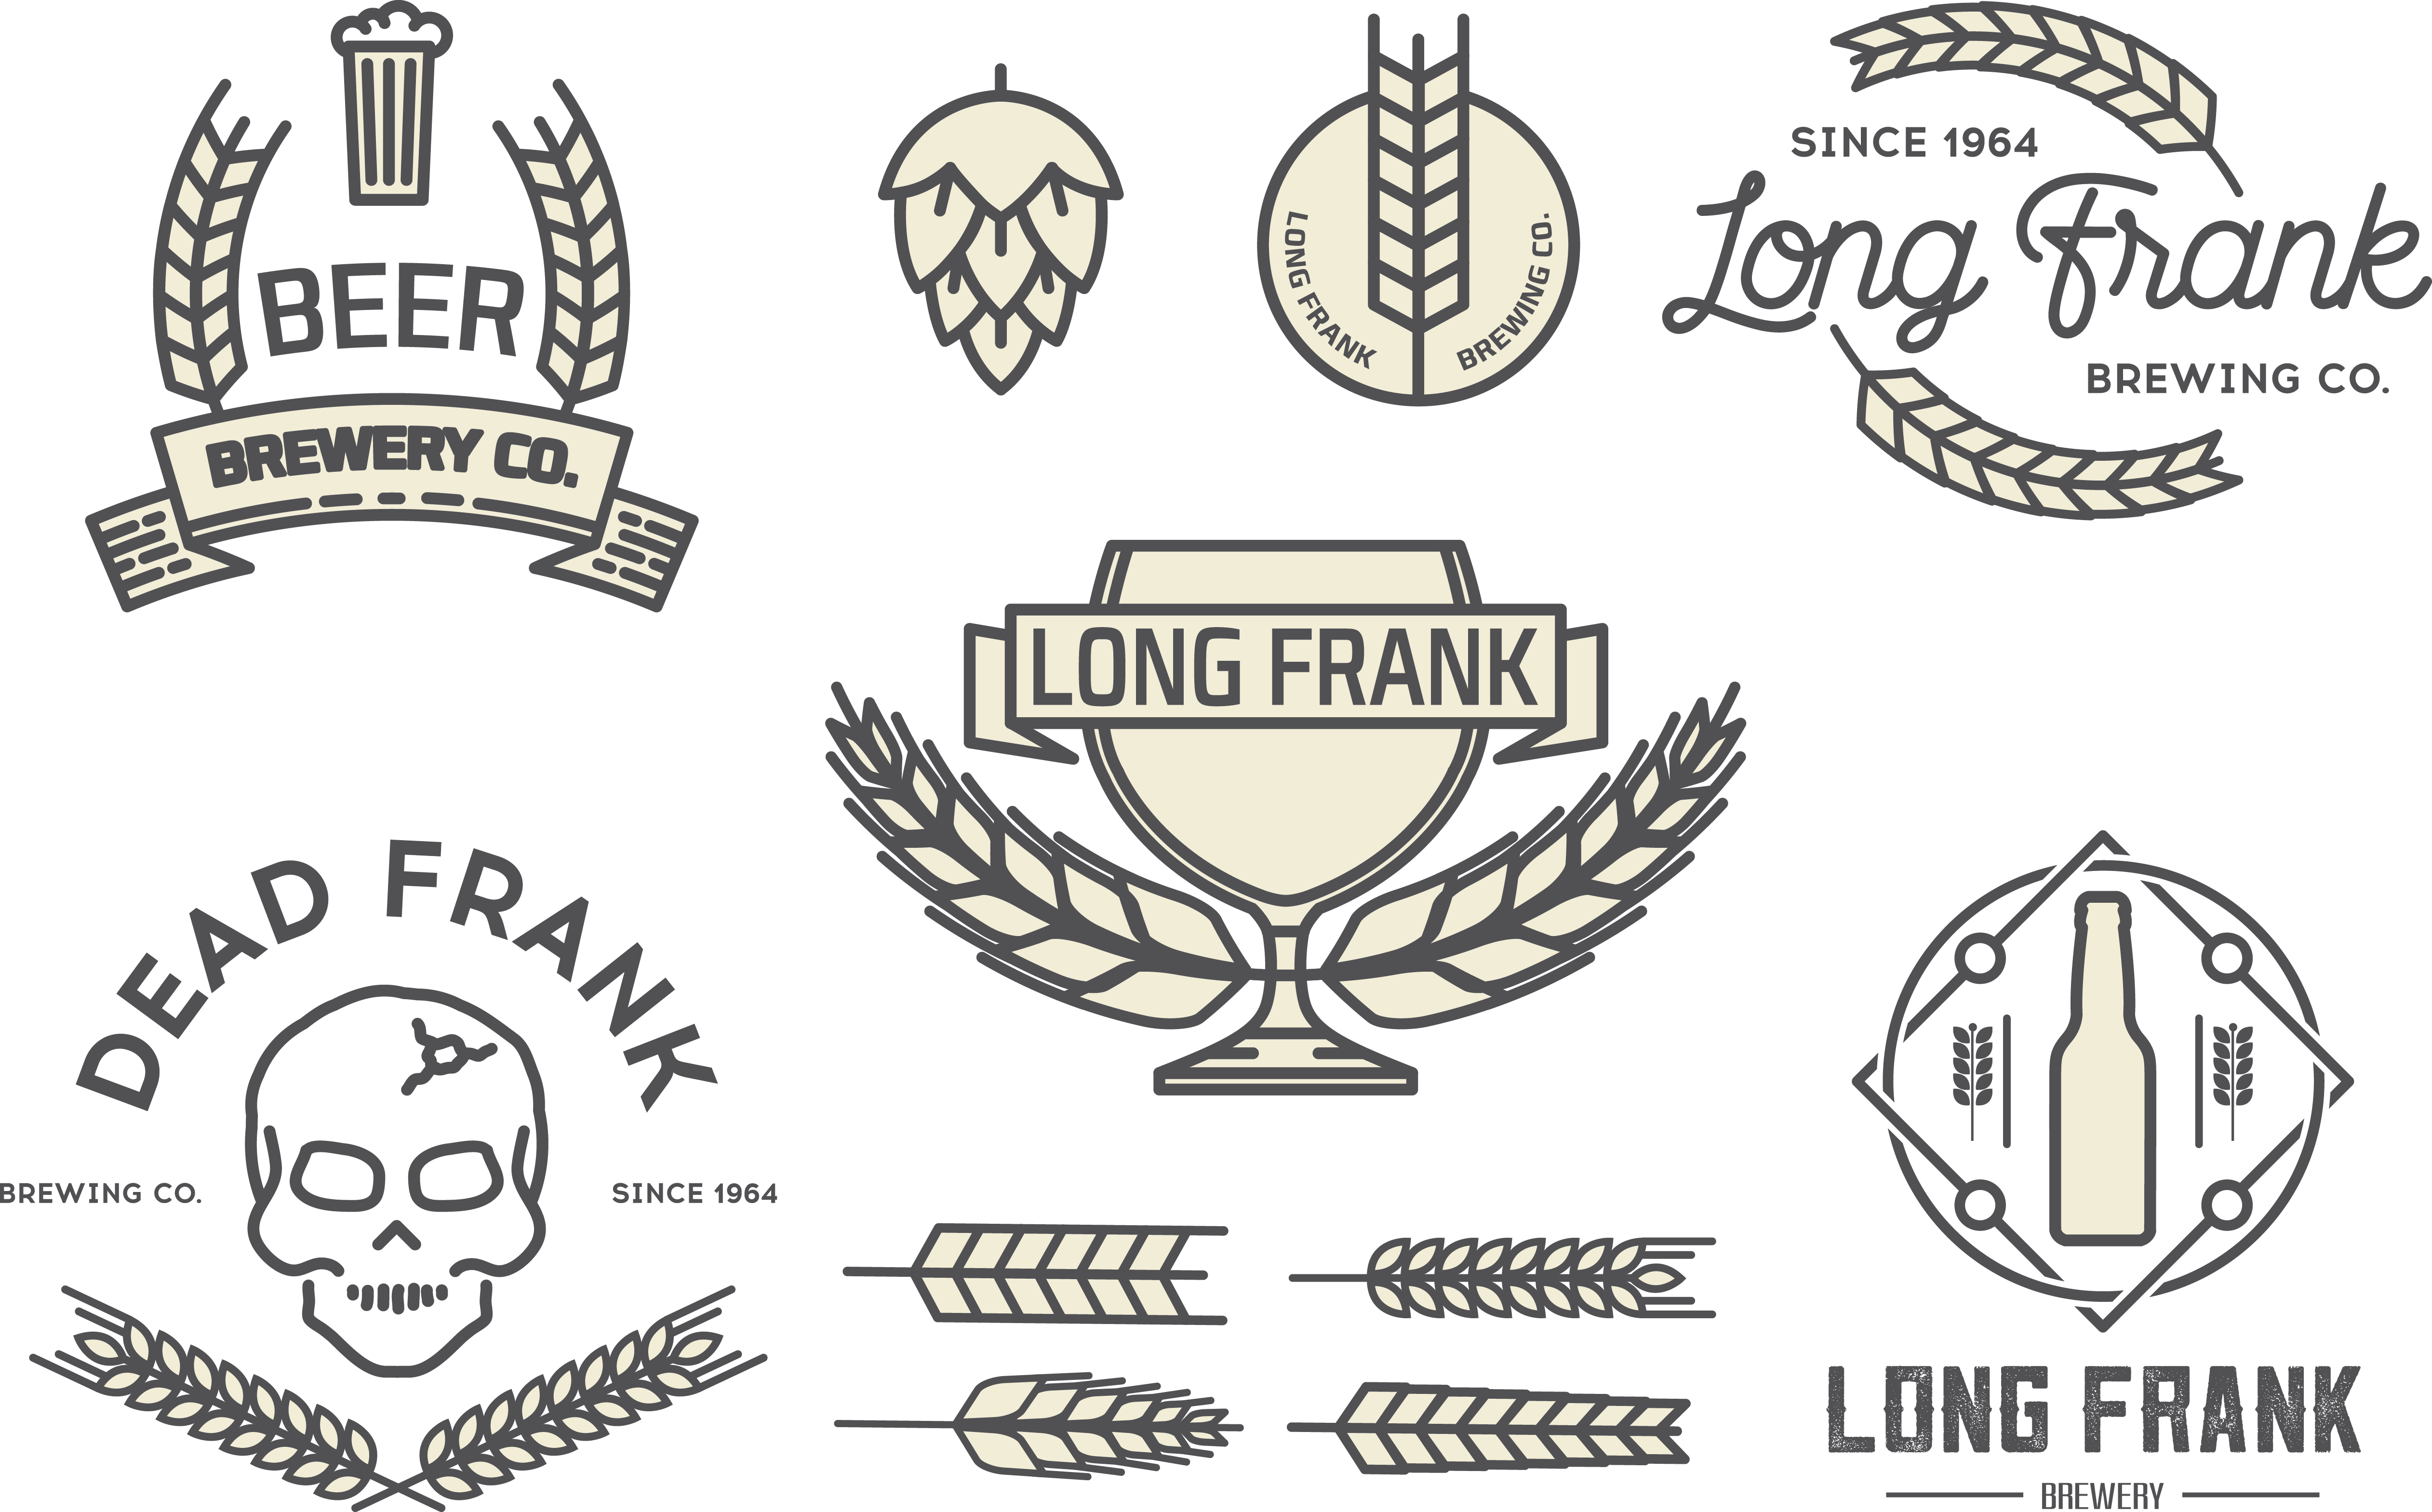 BEER
BREWERY CO.
LONG FRANK
BREWING CO.
SINCE 1964
Long Frank
BREWING CO.
LONG FRANK
DEAD FRANK
BREWING CO.
SINCE 1964
LONG FRANK
BREWERY